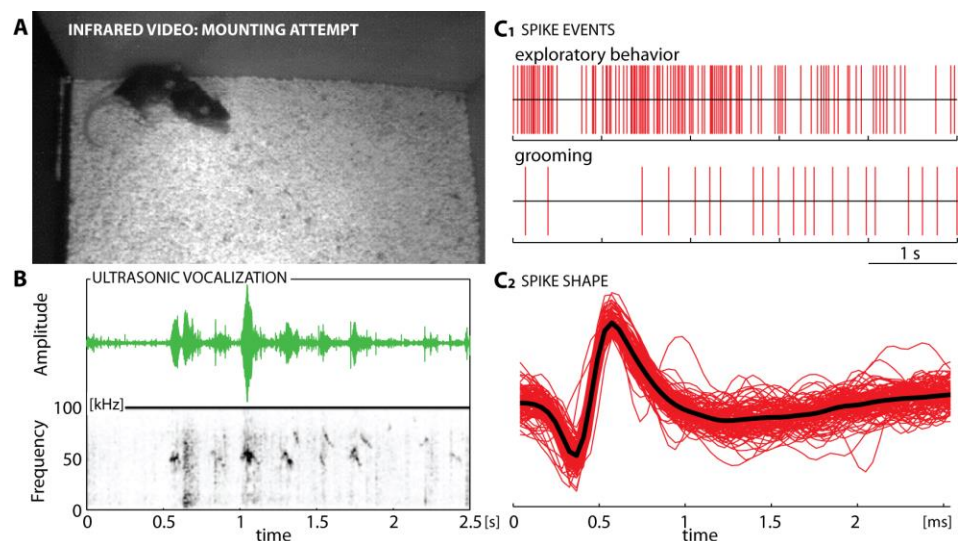 A INFRARED VIDEO: MOUNTING ATTEMPT
B ULTRASONIC VOCALIZATION
Amplitude
100 [kHz]
50
0
Frequency
0 0.5 1 1.5 2 2.5 [s]
time
C1 SPIKE EVENTS
exploratory behavior
grooming
1 s
C2 SPIKE SHAPE
0 0.5 1 1.5 2 [ms]
time